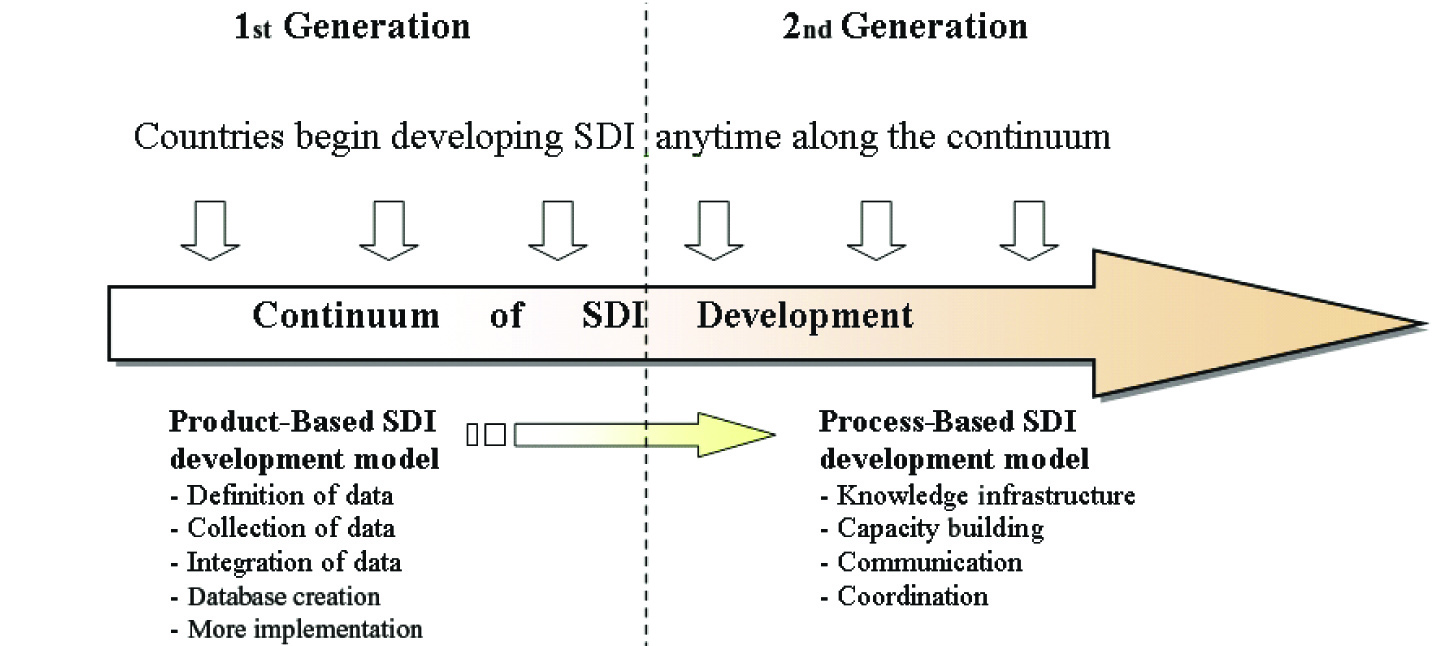 1st Generation
2nd Generation
Countries begin developing SDI anytime along the continuum
Continuum of SDI Development
Product-Based SDI
development model
- Definition of data
- Collection of data
- Integration of data
- Database creation
- More implementation
Process-Based SDI
development model
- Knowledge infrastructure
- Capacity building
- Communication
- Coordination